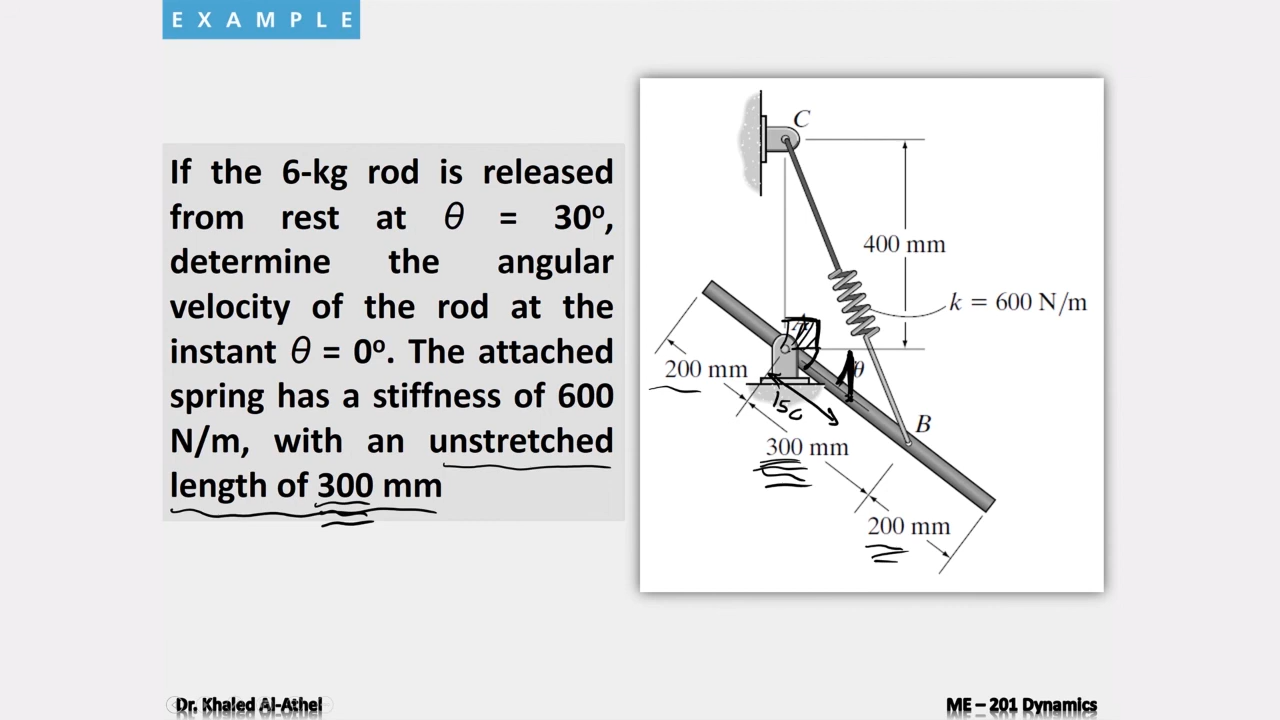 EXAMPLE
If the 6-kg rod is released
from rest at θ = 30º,
determine the angular
velocity of the rod at the
instant θ = 0º. The attached
spring has a stiffness of 600
N/m, with an unstretched
length of 300 mm
C
400 mm
k = 600 N/m
A
θ
200 mm
150
B
300 mm
200 mm
Dr. Khaled Al-Athel
ME – 201 Dynamics